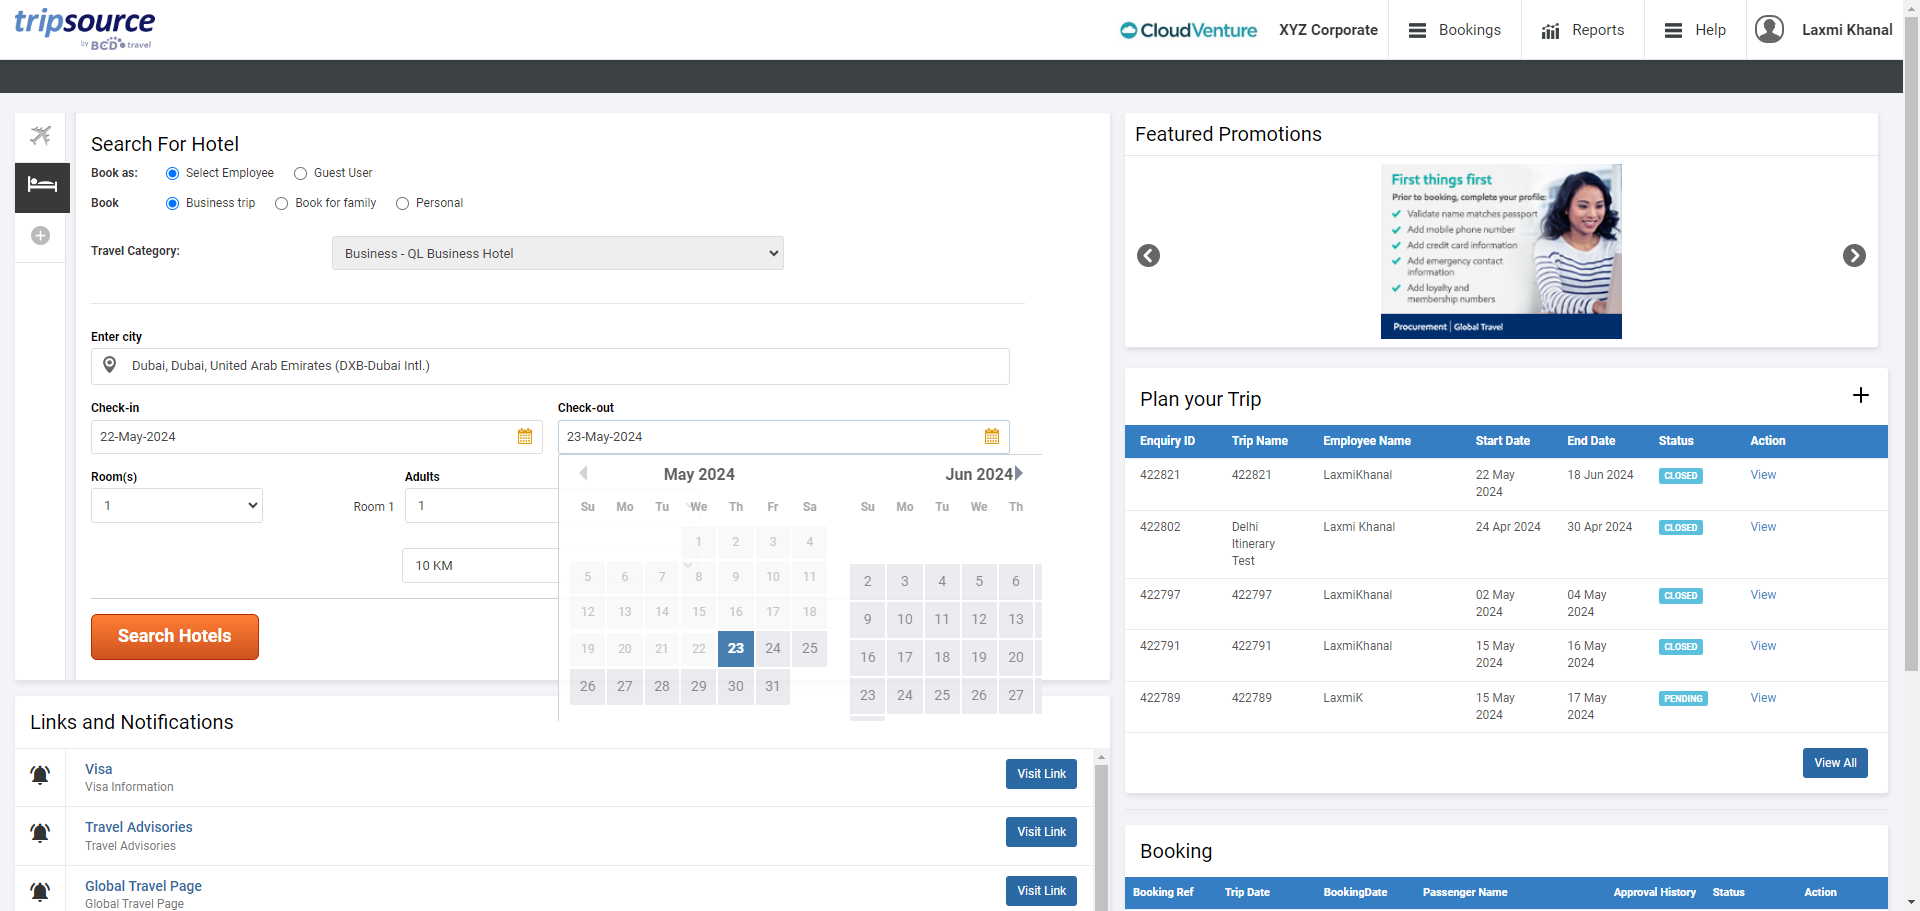 tripsource
by BCD travel
CloudVenture
XYZ Corporate
Bookings
Reports
Help
Laxmi Khanal
Search For Hotel
Book as:
Select Employee
Guest User
Book
Business trip
Book for family
Personal
Travel Category:
Business - QL Business Hotel
Enter city
Dubai, Dubai, United Arab Emirates (DXB-Dubai Intl.)
Check-in
Check-out
22-May-2024
23-May-2024
Room(s)
Adults
1
Room 1
1
10 KM
Search Hotels
May 2024
Su Mo Tu We Th Fr Sa
1 2 3 4
5 6 7 8 9 10 11
12 13 14 15 16 17 18
19 20 21 22 23 24 25
26 27 28 29 30 31
Jun 2024
Su Mo Tu We Th
2 3 4 5 6
9 10 11 12 13
16 17 18 19 20
23 24 25 26 27
Links and Notifications
Visa
Visa Information
Visit Link
Travel Advisories
Travel Advisories
Visit Link
Global Travel Page
Global Travel Page
Visit Link
Featured Promotions
First things first
Prior to booking, complete your profile:
Validate name matches passport
Add mobile phone number
Add credit card information
Add emergency contact
information
Add loyalty and
membership numbers
Procurement | Global Travel
Plan your Trip
Enquiry ID Trip Name Employee Name Start Date End Date Status Action
422821 422821 LaxmiKhanal 22 May 2024 18 Jun 2024 CLOSED View
422802 Delhi Itinerary Test Laxmi Khanal 24 Apr 2024 30 Apr 2024 CLOSED View
422797 422797 LaxmiKhanal 02 May 2024 04 May 2024 CLOSED View
422791 422791 LaxmiKhanal 15 May 2024 16 May 2024 CLOSED View
422789 422789 LaxmiK 15 May 2024 17 May 2024 PENDING View
View All
Booking
Booking Ref Trip Date BookingDate Passenger Name Approval History Status Action